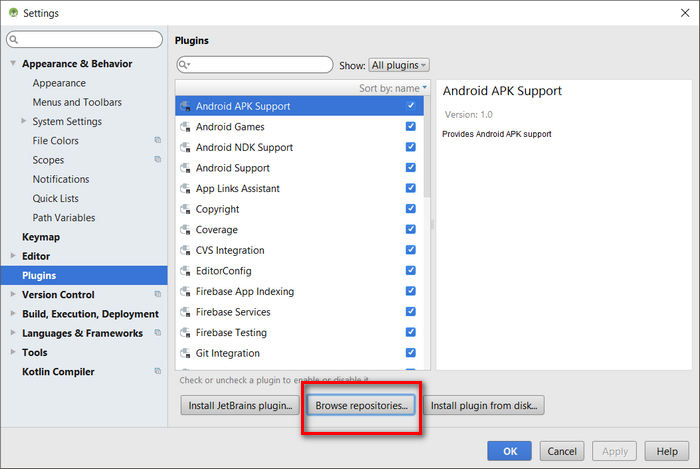 Settings
Appearance & Behavior
Appearance
Menus and Toolbars
System Settings
File Colors
Scopes
Notifications
Quick Lists
Path Variables
Keymap
Editor
Plugins
Version Control
Build, Execution, Deployment
Languages & Frameworks
Tools
Kotlin Compiler
Plugins
Show: All plugins
Sort by: name
Android APK Support
Android Games
Android NDK Support
Android Support
App Links Assistant
Copyright
Coverage
CVS Integration
EditorConfig
Firebase App Indexing
Firebase Services
Firebase Testing
Git Integration
Check or uncheck a plugin to enable or disable it.
Install JetBrains plugin... Browse repositories... Install plugin from disk...
Android APK Support
Version: 1.0
Provides Android APK support
OK Cancel Apply Help